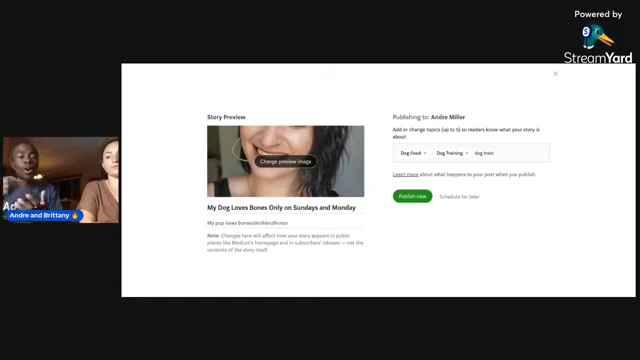 Powered by
StreamYard
Story Preview
Change preview image
My Dog Loves Bones Only on Sundays and Monday
Note: Changes here will affect how your story appears in public
places like Medium's homepage and in subscribers' inboxes — not
the contents of the story itself.
Publishing to: Andre Miller
Add or change topics (up to 5) so readers know what your story is
about
Dog Food
Dog Training
dog train
Learn more about what happens to your post when you publish.
Publish now
Schedule for later
Andre and Brittany 🔥